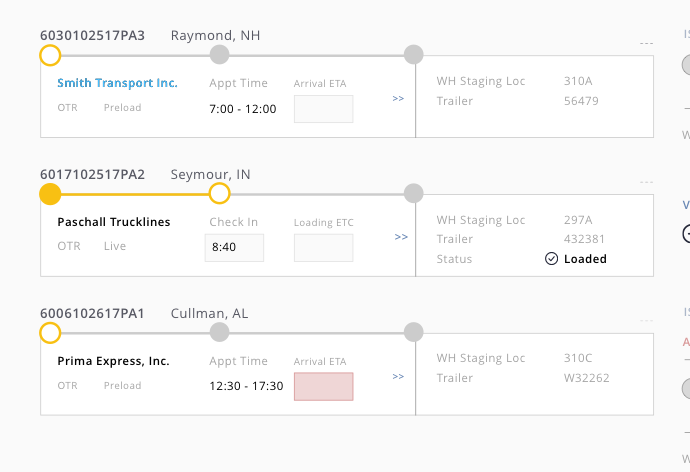 6030102517PA3 Raymond, NH
---
Smith Transport Inc. Appt Time Arrival ETA
OTR Preload 7:00 - 12:00 >>
WH Staging Loc 310A
Trailer 56479
6017102517PA2 Seymour, IN
---
Paschall Trucklines Check In Loading ETC
OTR Live 8:40 >>
WH Staging Loc 297A
Trailer 432381
Status Loaded
6006102617PA1 Cullman, AL
---
Prima Express, Inc. Appt Time Arrival ETA
OTR Preload 12:30 - 17:30 >>
WH Staging Loc 310C
Trailer W32262